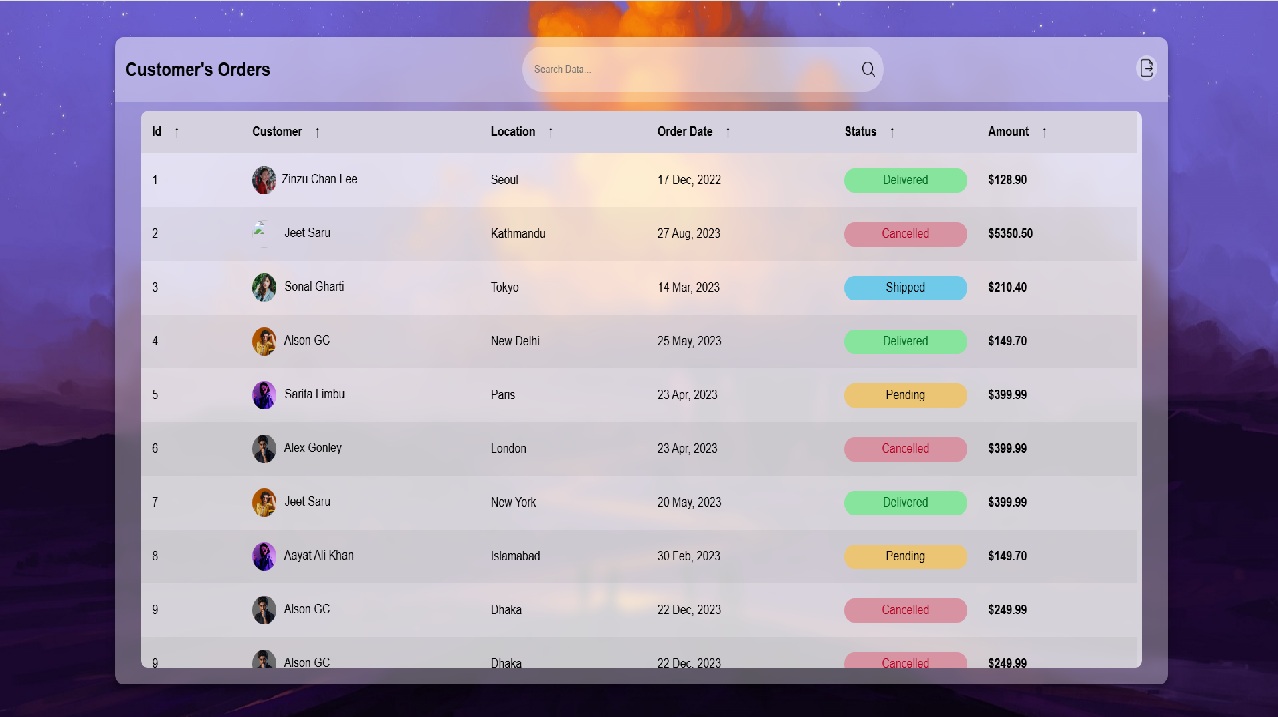 Customer's Orders
Search Data...
Id ↑ Customer ↑ Location ↑ Order Date ↑ Status ↑ Amount ↑
1 Zinzu Chan Lee Seoul 17 Dec, 2022 Delivered $128.90
2 Jeet Saru Kathmandu 27 Aug, 2023 Cancelled $5350.50
3 Sonal Gharti Tokyo 14 Mar, 2023 Shipped $210.40
4 Alson GC New Delhi 25 May, 2023 Delivered $149.70
5 Sarita Limbu Paris 23 Apr, 2023 Pending $399.99
6 Alex Gonley London 23 Apr, 2023 Cancelled $399.99
7 Jeet Saru New York 20 May, 2023 Delivered $399.99
8 Aayat Ali Khan Islamabad 30 Feb, 2023 Pending $149.70
9 Alson GC Dhaka 22 Dec, 2023 Cancelled $249.99
9 Alson GC Dhaka 22 Dec, 2023 Cancelled $249.99